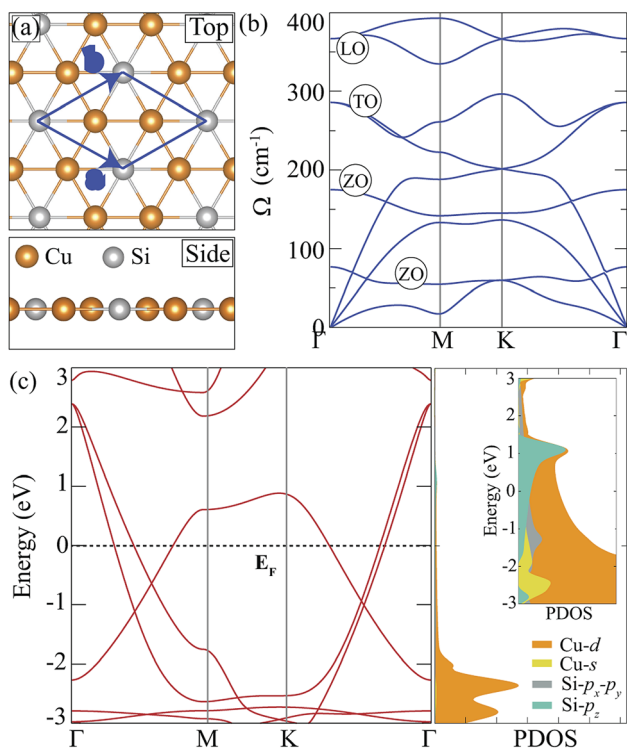 (a)
Top
Cu
Si
Side
(b)
400
300
200
100
0
Ω (cm⁻¹)
LO
TO
ZO
ZO
Γ
M
K
Γ
(c)
3
2
1
0
-1
-2
-3
Energy (eV)
E_F
Γ
M
K
Γ
3
2
1
0
-1
-2
-3
Energy (eV)
PDOS
Cu-d
Cu-s
Si-pₓ-p_y
Si-p_z
PDOS